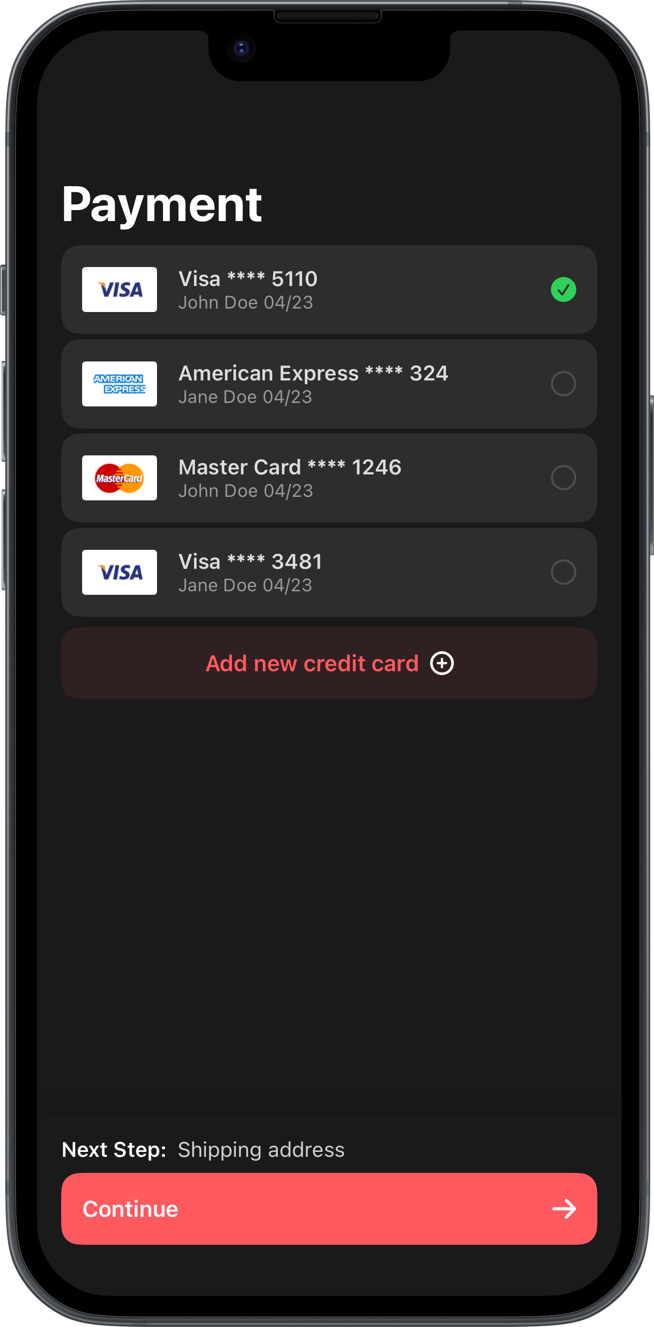 Payment
VISA
Visa **** 5110
John Doe 04/23
AMERICAN
EXPRESS
American Express **** 324
Jane Doe 04/23
MasterCard
Master Card **** 1246
John Doe 04/23
VISA
Visa **** 3481
Jane Doe 04/23
Add new credit card
Next Step: Shipping address
Continue